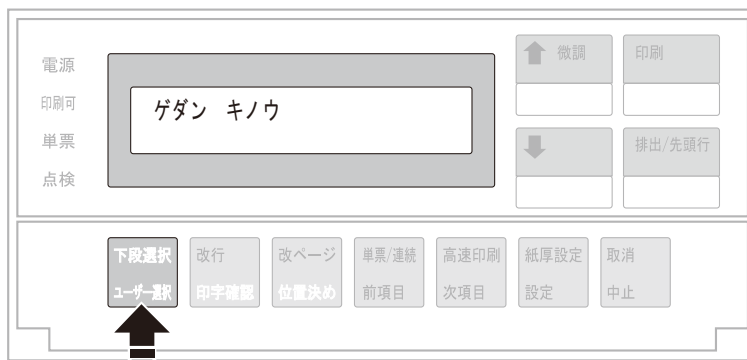 電源
印刷可
単票
点検
ゲダン キノウ
微調
印刷
排出/先頭行
下段選択
ユーザー選択
改行
印字確認
改ページ
位置決め
単票/連続
前項目
高速印刷
次項目
紙厚設定
設定
取消
中止